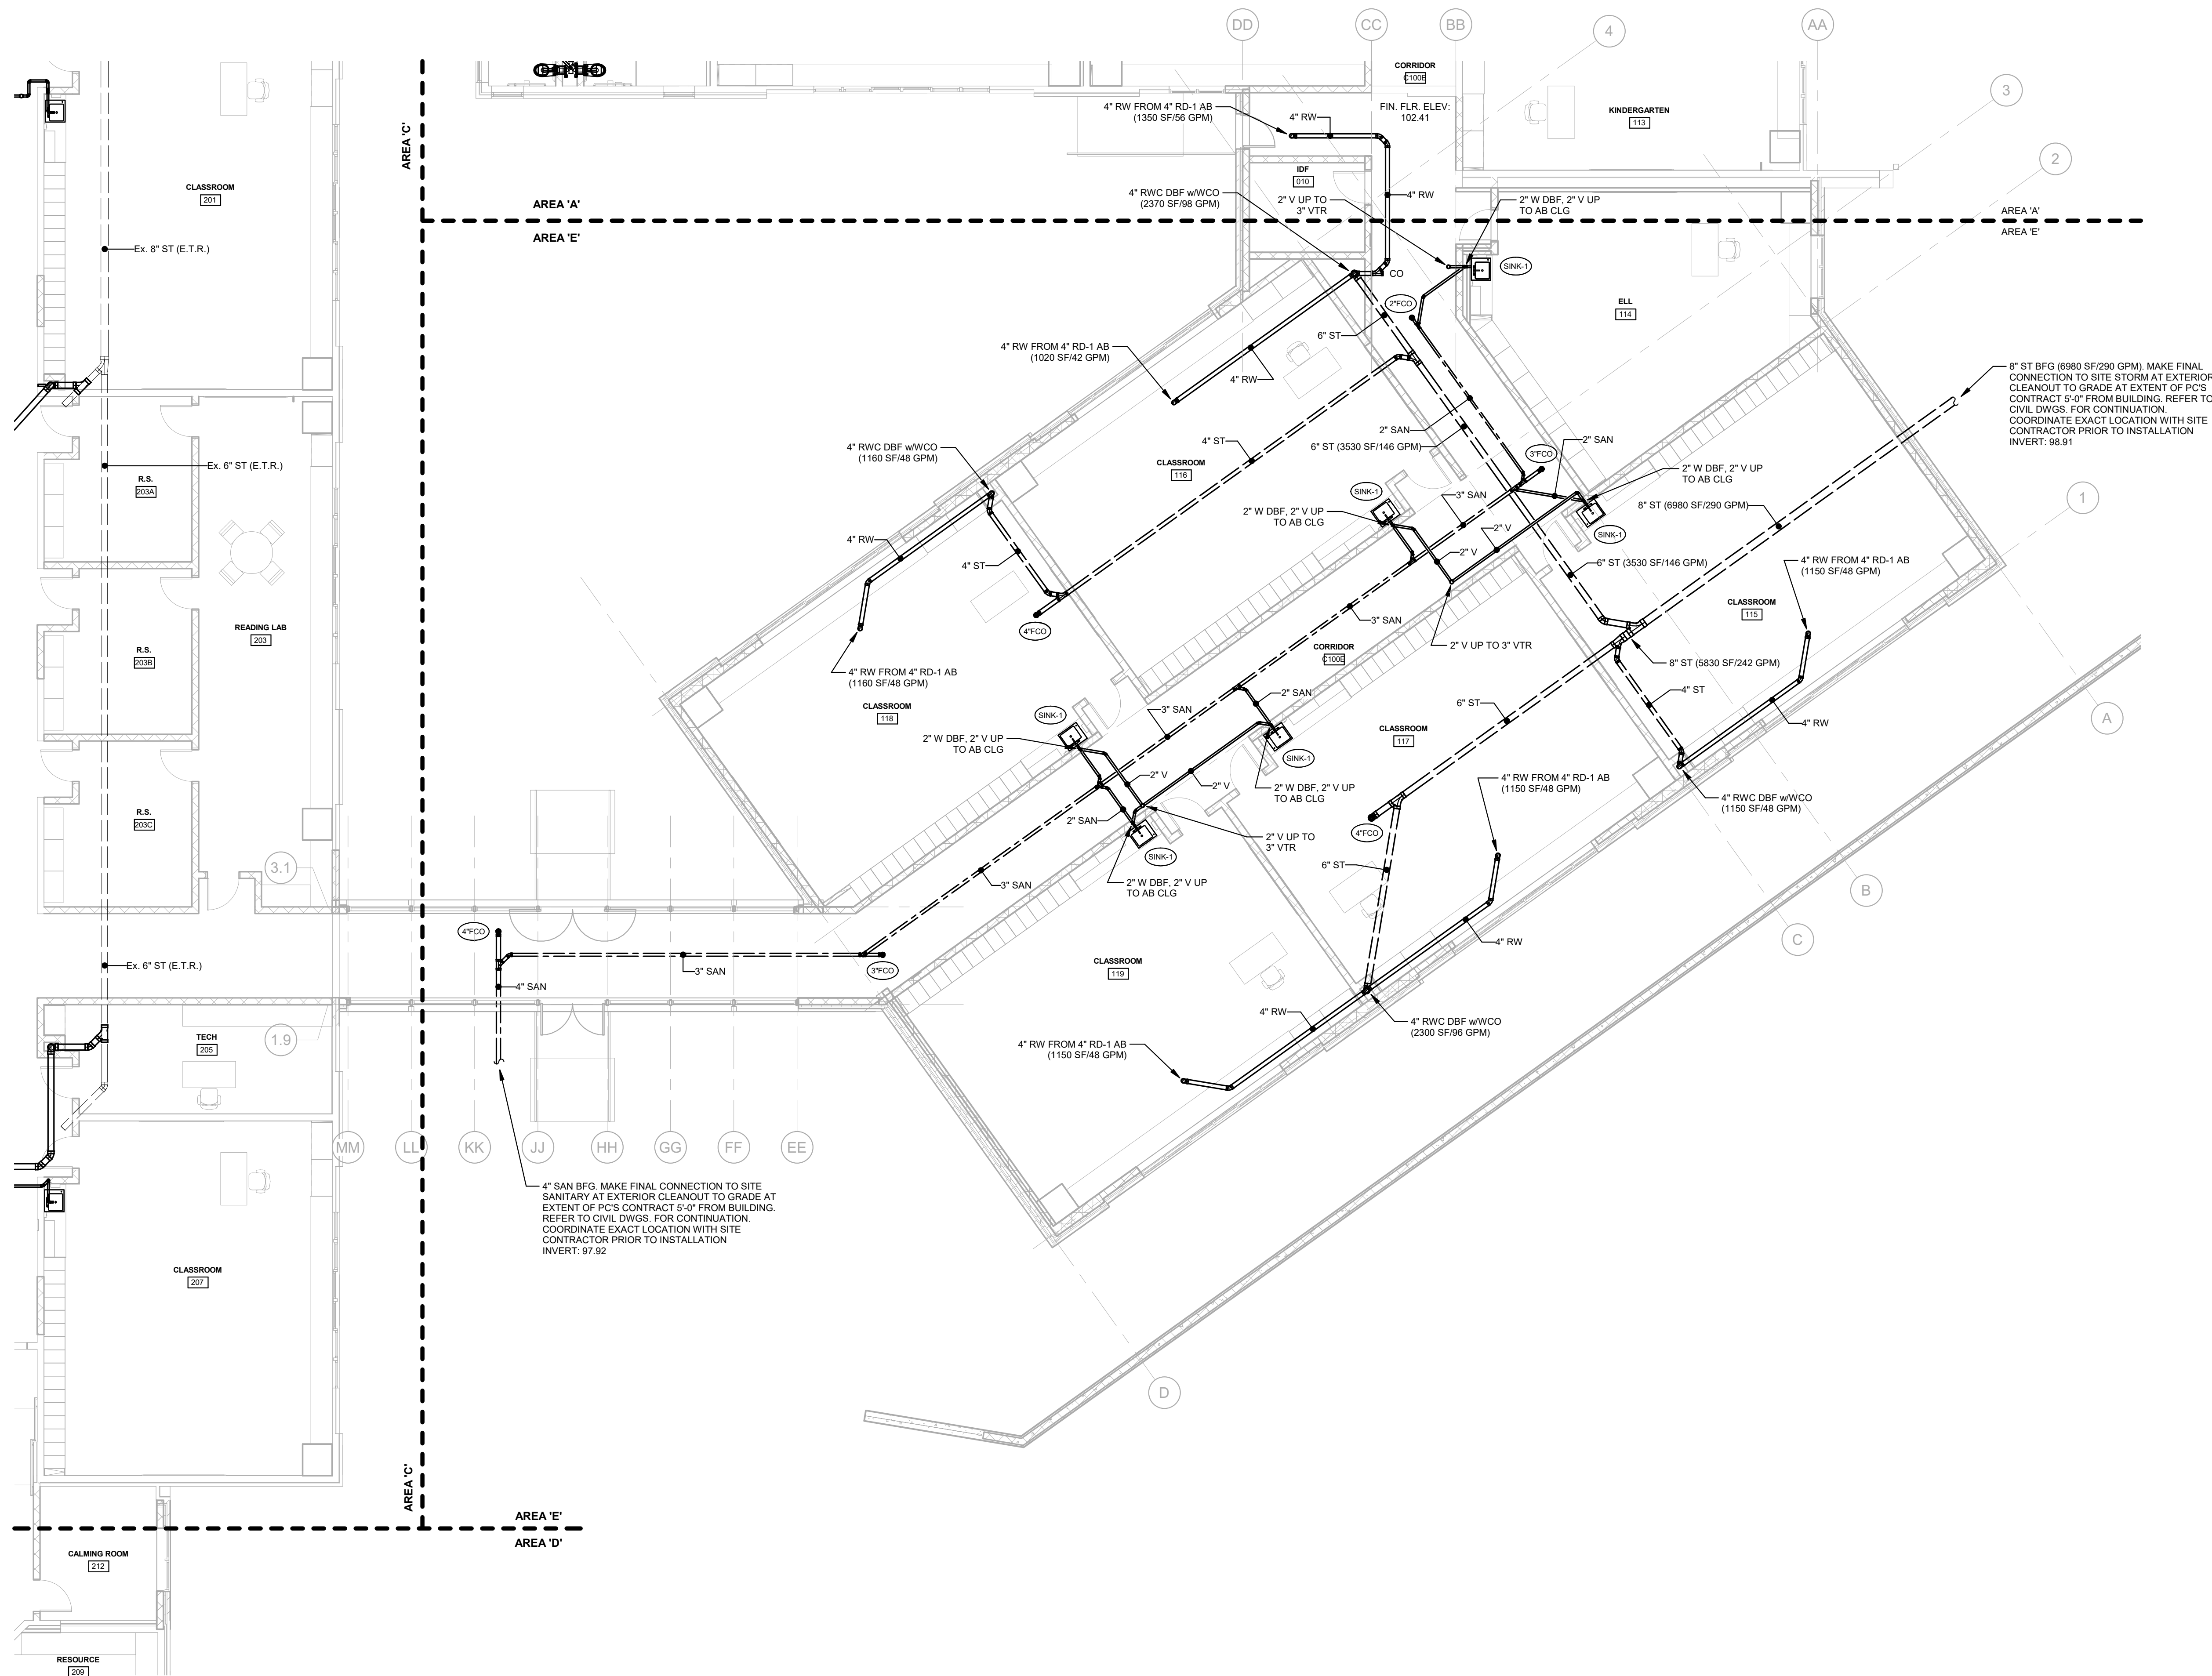 DD
CC
BB
4
AA
3
2
1
A
B
C
D
CORRIDOR
C100E
FIN. FLR. ELEV:
102.41
KINDERGARTEN
113
AREA 'C'
4" RW FROM 4" RD-1 AB
(1350 SF/56 GPM)
4" RW
IDF
010
CLASSROOM
201
4" RWC DBF w/WCO
(2370 SF/98 GPM)
2" V UP TO
3" VTR
4" RW
2" W DBF, 2" V UP
TO AB CLG
AREA 'A'
AREA 'E'
AREA 'A'
AREA 'E'
Ex. 8" ST (E.T.R.)
CO
SINK-1
2"FCO
ELL
114
6" ST
4" RW FROM 4" RD-1 AB
(1020 SF/42 GPM)
4" RW
8" ST BFG (6980 SF/290 GPM). MAKE FINAL
CONNECTION TO SITE STORM AT EXTERIOR
CLEANOUT TO GRADE AT EXTENT OF PC'S
CONTRACT 5'-0" FROM BUILDING. REFER TO
CIVIL DWGS. FOR CONTINUATION.
COORDINATE EXACT LOCATION WITH SITE
CONTRACTOR PRIOR TO INSTALLATION
INVERT: 98.91
2" SAN
6" ST (3530 SF/146 GPM)
2" SAN
4" ST
4" RWC DBF w/WCO
(1160 SF/48 GPM)
CLASSROOM
116
3"FCO
2" W DBF, 2" V UP
TO AB CLG
Ex. 6" ST (E.T.R.)
R.S.
203A
SINK-1
3" SAN
8" ST (6980 SF/290 GPM)
2" W DBF, 2" V UP
TO AB CLG
2" V
SINK-1
4" RW
2" V
4" ST
6" ST (3530 SF/146 GPM)
4" RW FROM 4" RD-1 AB
(1150 SF/48 GPM)
CLASSROOM
115
3" SAN
READING LAB
203
4"FCO
R.S.
203B
CORRIDOR
C100E
2" V UP TO 3" VTR
8" ST (5830 SF/242 GPM)
4" RW FROM 4" RD-1 AB
(1160 SF/48 GPM)
4" ST
2" SAN
CLASSROOM
118
SINK-1
3" SAN
6" ST
4" RW
CLASSROOM
117
2" W DBF, 2" V UP
TO AB CLG
SINK-1
2" V
2" V
2" W DBF, 2" V UP
TO AB CLG
4" RW FROM 4" RD-1 AB
(1150 SF/48 GPM)
4" RWC DBF w/WCO
(1150 SF/48 GPM)
R.S.
203C
2" SAN
4"FCO
2" V UP TO
3" VTR
SINK-1
6" ST
3.1
3" SAN
2" W DBF, 2" V UP
TO AB CLG
4"FCO
4" RW
Ex. 6" ST (E.T.R.)
3" SAN
3"FCO
CLASSROOM
119
4" SAN
4" RW
4" RWC DBF w/WCO
(2300 SF/96 GPM)
TECH
205
1.9
4" RW FROM 4" RD-1 AB
(1150 SF/48 GPM)
MM
LL
KK
JJ
HH
GG
FF
EE
4" SAN BFG. MAKE FINAL CONNECTION TO SITE
SANITARY AT EXTERIOR CLEANOUT TO GRADE AT
EXTENT OF PC'S CONTRACT 5'-0" FROM BUILDING.
REFER TO CIVIL DWGS. FOR CONTINUATION.
COORDINATE EXACT LOCATION WITH SITE
CONTRACTOR PRIOR TO INSTALLATION
INVERT: 97.92
CLASSROOM
207
AREA 'C'
AREA 'E'
AREA 'D'
CALMING ROOM
212
RESOURCE
209